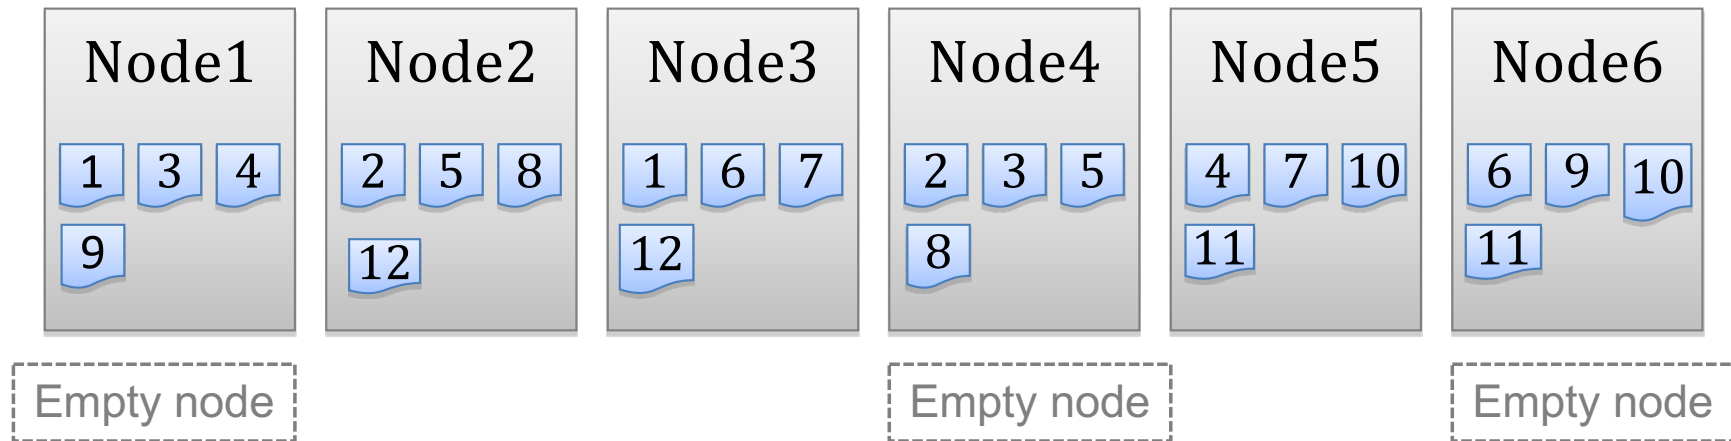 Node1 Node2 Node3 Node4 Node5 Node6
1 3 4 2 5 8 1 6 7 2 3 5 4 7 10 6 9 10
9 12 12 8 11 11
Empty node Empty node Empty node